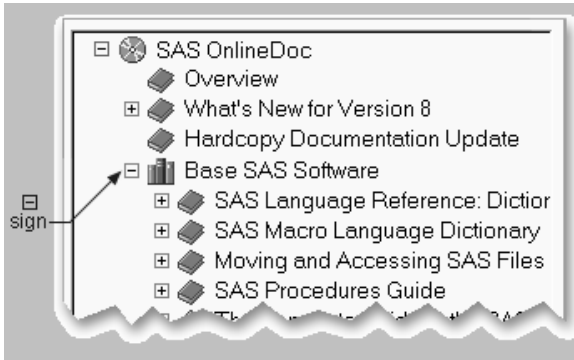 SAS OnlineDoc
Overview
What's New for Version 8
Hardcopy Documentation Update
Base SAS Software
sign
SAS Language Reference: Diction
SAS Macro Language Dictionary
Moving and Accessing SAS Files
SAS Procedures Guide